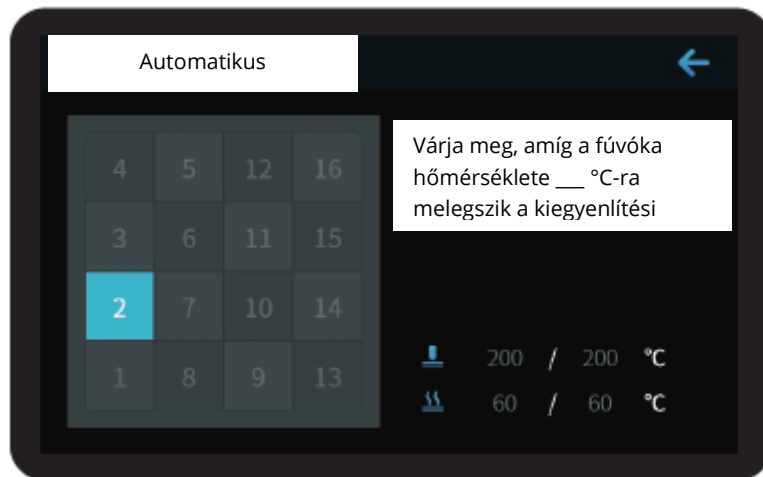 Automatikus
Várja meg, amíg a fúvóka
hőmérséklete ___ °C-ra
melegszik a kiegyenlítési
4 5 12 16
3 6 11 15
2 7 10 14
1 8 9 13
200 / 200 °C
60 / 60 °C